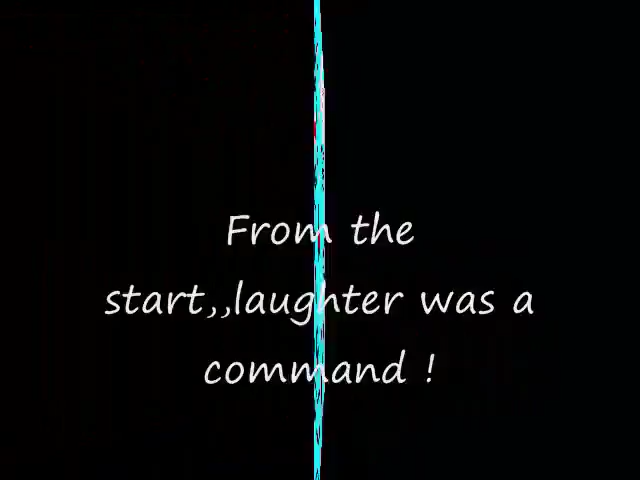 From the
start,,laughter was a
command !